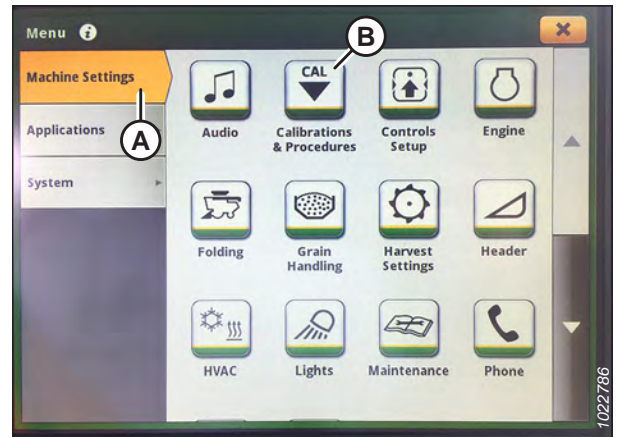 Menu i
B
Machine Settings
A
Applications
System
Audio
CAL
Calibrations
& Procedures
Controls
Setup
Engine
Folding
Grain
Handling
Harvest
Settings
Header
HVAC
Lights
Maintenance
Phone
1022786